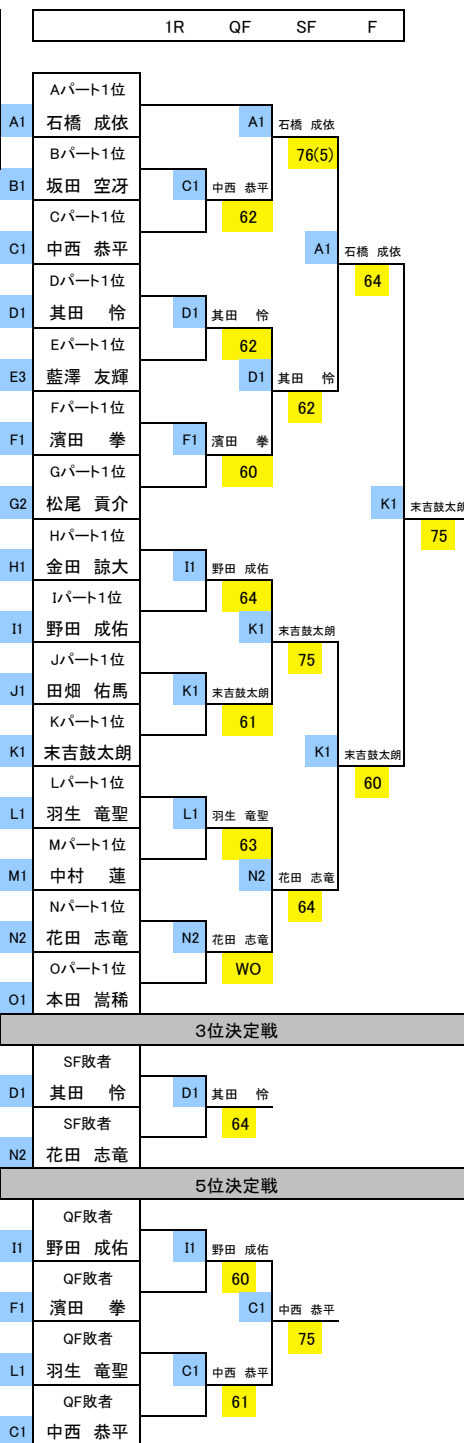 1R QF SF F
Aパート1位
A1 石橋 成依 A1 石橋 成依
Bパート1位 76(5)
B1 坂田 空冴 C1 中西 恭平
Cパート1位 62
C1 中西 恭平 A1 石橋 成依
Dパート1位 64
D1 其田 怜 D1 其田 怜
Eパート1位 62
E3 藍澤 友輝 D1 其田 怜
Fパート1位 62
F1 濱田 拳 F1 濱田 拳
Gパート1位 60
G2 松尾 貢介 K1 末吉鼓太朗
Hパート1位 75
H1 金田 諒大 I1 野田 成佑
Iパート1位 64
I1 野田 成佑 K1 末吉鼓太朗
Jパート1位 75
J1 田畑 佑馬 K1 末吉鼓太朗
Kパート1位 61
K1 末吉鼓太朗 K1 末吉鼓太朗
Lパート1位 60
L1 羽生 竜聖 L1 羽生 竜聖
Mパート1位 63
M1 中村 蓮 N2 花田 志竜
Nパート1位 64
N2 花田 志竜 N2 花田 志竜
Oパート1位 WO
O1 本田 嵩稀
3位決定戦
SF敗者
D1 其田 怜 D1 其田 怜
SF敗者 64
N2 花田 志竜
5位決定戦
QF敗者
I1 野田 成佑 I1 野田 成佑
QF敗者 60
F1 濱田 拳 C1 中西 恭平
QF敗者 75
L1 羽生 竜聖 C1 中西 恭平
QF敗者 61
C1 中西 恭平